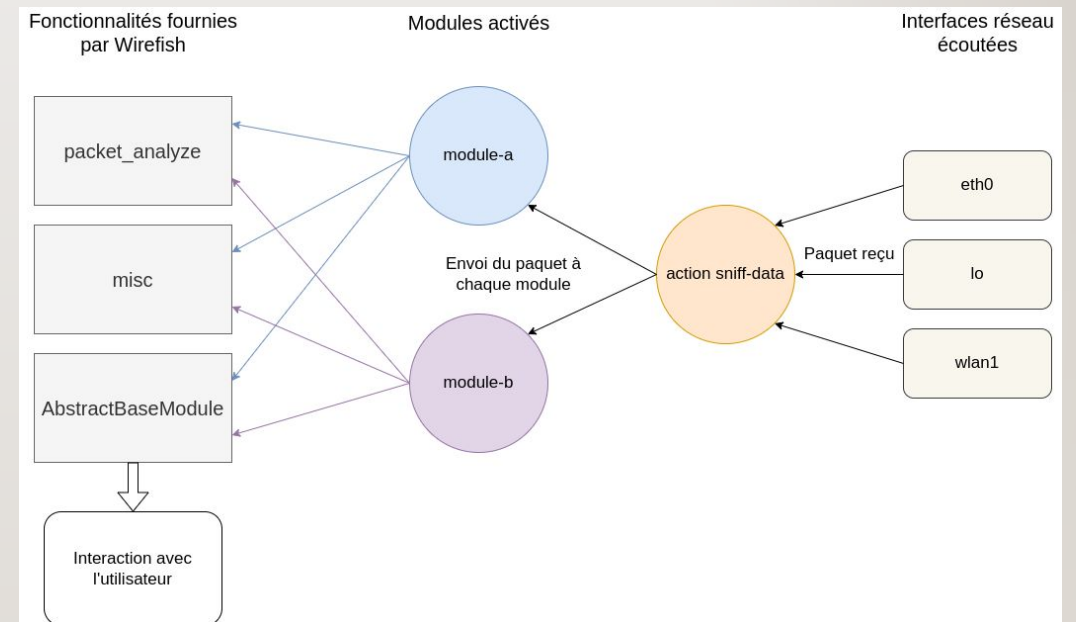 Fonctionnalités fournies
par Wirefish
Modules activés
Interfaces réseau
écoutées
packet_analyze
misc
AbstractBaseModule
Interaction avec
l'utilisateur
module-a
Envoi du paquet à
chaque module
module-b
action sniff-data
Paquet reçu
eth0
lo
wlan1